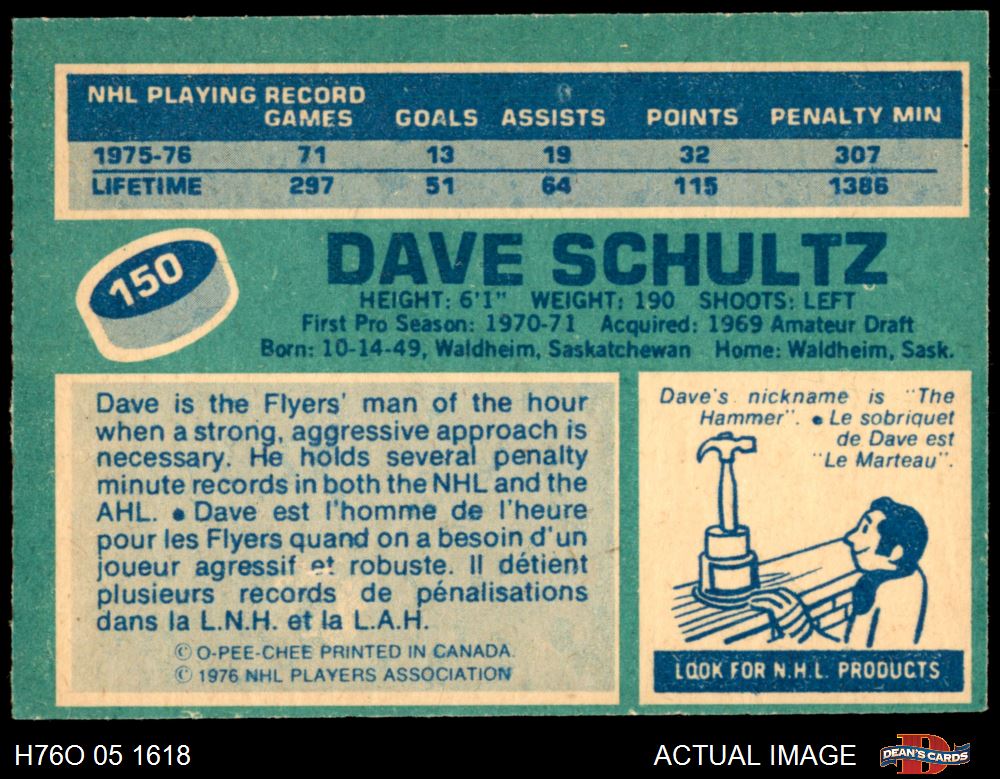 NHL PLAYING RECORD
GAMES GOALS ASSISTS POINTS PENALTY MIN
1975-76 71 13 19 32 307
LIFETIME 297 51 64 115 1386
150
DAVE SCHULTZ
HEIGHT: 6'1" WEIGHT: 190 SHOOTS: LEFT
First Pro Season: 1970-71 Acquired: 1969 Amateur Draft
Born: 10-14-49, Waldheim, Saskatchewan Home: Waldheim, Sask.
Dave is the Flyers' man of the hour
when a strong, aggressive approach is
necessary. He holds several penalty
minute records in both the NHL and the
AHL. • Dave est l'homme de l'heure
pour les Flyers quand on a besoin d'un
joueur agressif et robuste. Il détient
plusieurs records de pénalisations
dans la L.N.H. et la L.A.H.
© O-PEE-CHEE PRINTED IN CANADA.
© 1976 NHL PLAYERS ASSOCIATION
Dave's nickname is "The
Hammer". • Le sobriquet
de Dave est
"Le Marteau".
LOOK FOR N.H.L. PRODUCTS
H76O 05 1618
ACTUAL IMAGE
DEAN'S CARDS